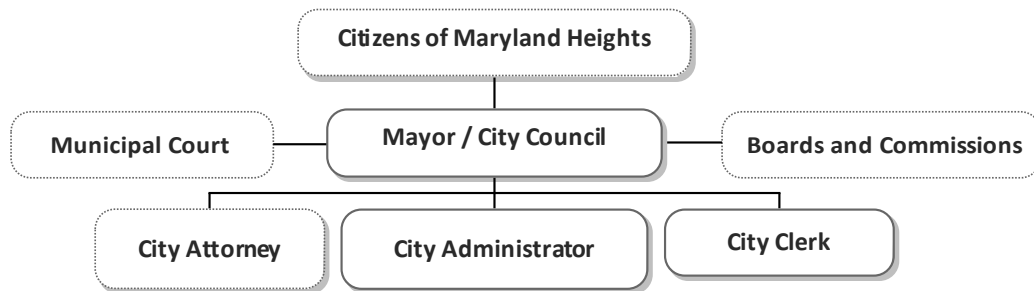 Citizens of Maryland Heights
Municipal Court
Mayor / City Council
Boards and Commissions
City Attorney
City Administrator
City Clerk